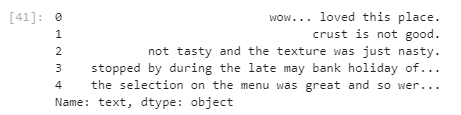 [41]: 0 wow... loved this place.
1 crust is not good.
2 not tasty and the texture was just nasty.
3 stopped by during the late may bank holiday of...
4 the selection on the menu was great and so wer...
Name: text, dtype: object